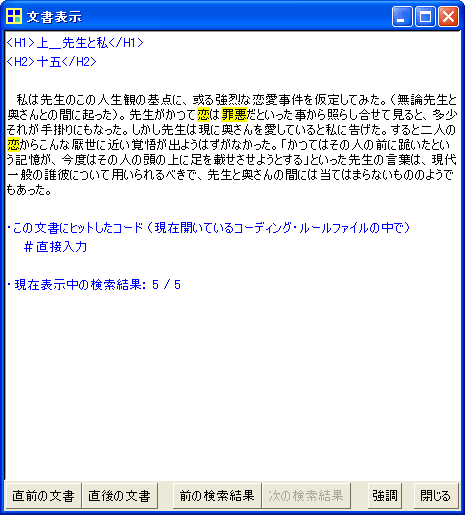 文書表示
<H1>上__先生と私</H1>
<H2>十五</H2>
私は先生のこの人生観の基点に、或る強烈な恋愛事件を仮定してみた。（無論先生と
奥さんとの間に起った）。先生がかつて恋は罪悪だといった事から照らし合せて見ると、多少
それが手掛りにもなった。しかし先生は現に奥さんを愛していると私に告げた。すると二人の
恋からこんな厭世に近い覚悟が出ようはずがなかった。「かつてはその人の前に跪いたとい
う記憶が、今度はその人の頭の上に足を載せさせようとする」といった先生の言葉は、現代
一般の誰彼について用いられるべきで、先生と奥さんの間には当てはまらないもののようで
もあった。
・この文書にヒットしたコード （現在開いているコーディング・ルールファイルの中で）
＃直接入力
・現在表示中の検索結果: 5 / 5
直前の文書 直後の文書 前の検索結果 次の検索結果 強調 閉じる